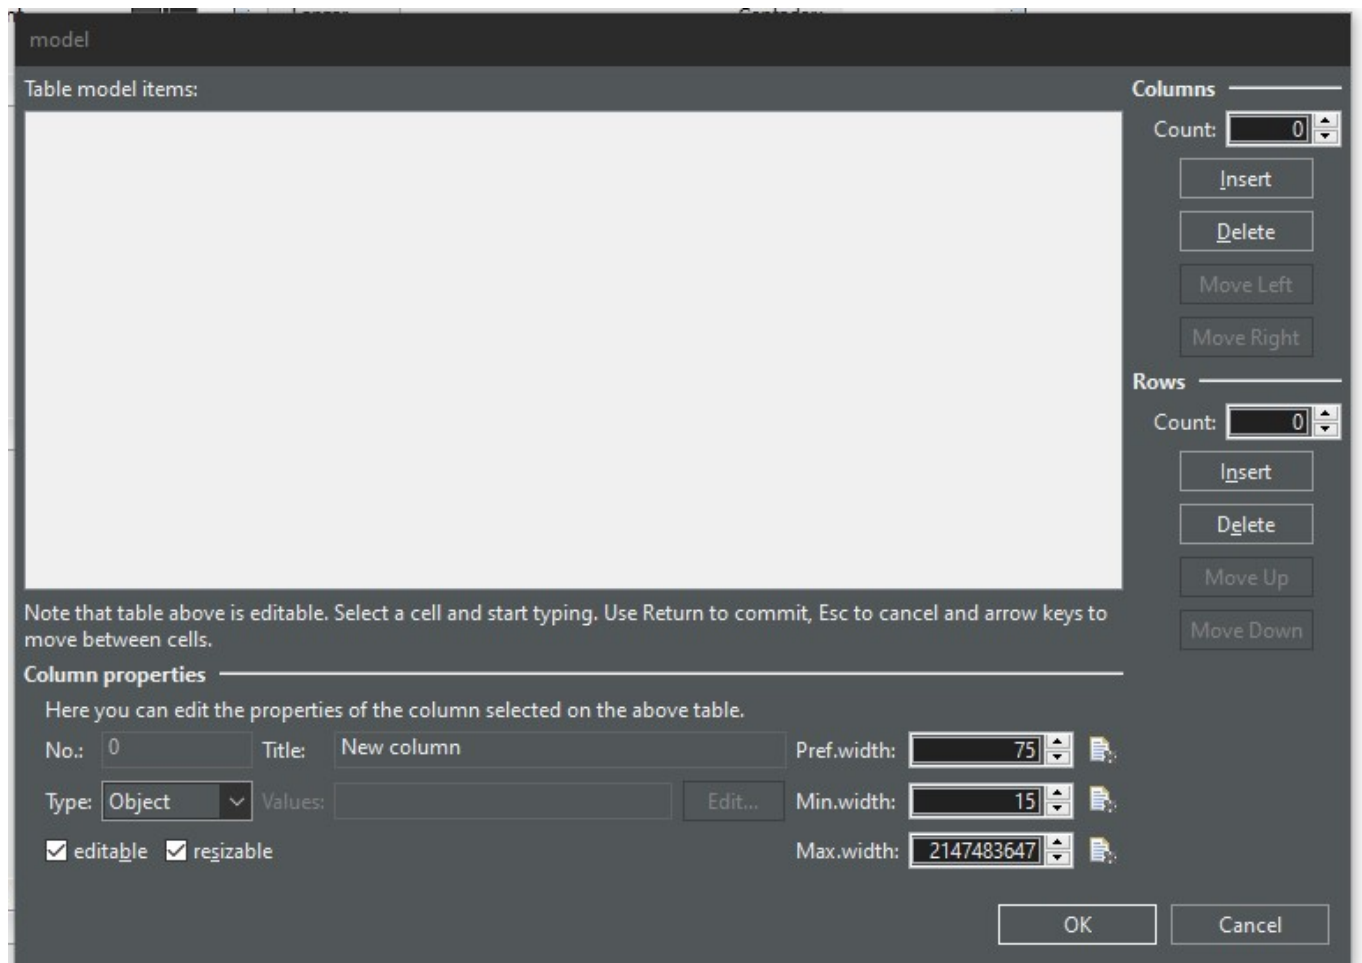 model
Table model items:
Columns
Count: 0
Insert
Delete
Move Left
Move Right
Rows
Count: 0
Insert
Delete
Move Up
Move Down
Note that table above is editable. Select a cell and start typing. Use Return to commit, Esc to cancel and arrow keys to
move between cells.
Column properties
Here you can edit the properties of the column selected on the above table.
No.: 0 Title: New column Pref.width: 75
Type: Object Values: Edit... Min.width: 15
editable resizable Max.width: 2147483647
OK Cancel